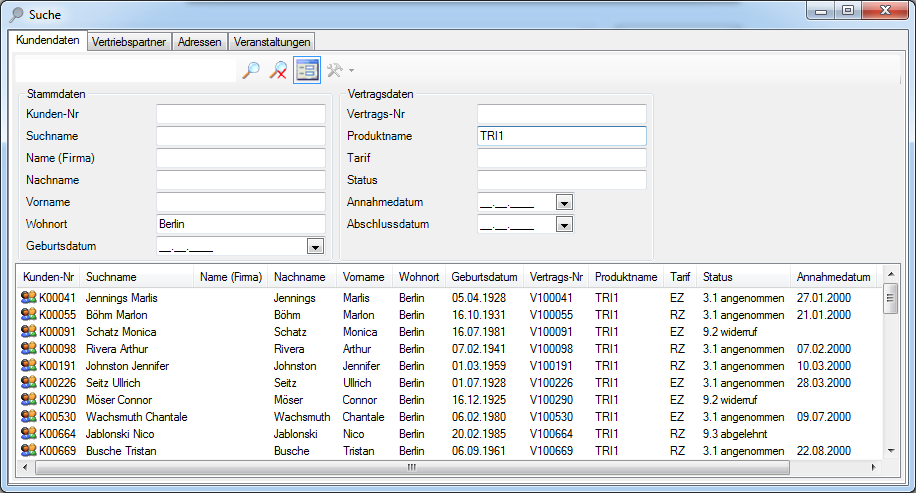 Suche
Kundendaten Vertriebspartner Adressen Veranstaltungen
Stammdaten Vertragsdaten
Kunden-Nr Vertrags-Nr
Suchname Produktname TRI1
Name (Firma) Tarif
Nachname Status
Vorname Annahmedatum __.__.____
Wohnort Berlin Abschlussdatum __.__.____
Geburtsdatum __.__.____
Kunden-Nr Suchname Name (Firma) Nachname Vorname Wohnort Geburtsdatum Vertrags-Nr Produktname Tarif Status Annahmedatum
K00041 Jennings Marlis Jennings Marlis Berlin 05.04.1928 V100041 TRI1 EZ 3.1 angenommen 27.01.2000
K00055 Böhm Marlon Böhm Marlon Berlin 16.10.1931 V100055 TRI1 RZ 3.1 angenommen 21.01.2000
K00091 Schatz Monica Schatz Monica Berlin 16.07.1981 V100091 TRI1 EZ 9.2 widerruf
K00098 Rivera Arthur Rivera Arthur Berlin 07.02.1941 V100098 TRI1 RZ 3.1 angenommen 07.02.2000
K00191 Johnston Jennifer Johnston Jennifer Berlin 01.03.1959 V100191 TRI1 RZ 3.1 angenommen 10.03.2000
K00226 Seitz Ullrich Seitz Ullrich Berlin 01.07.1928 V100226 TRI1 EZ 3.1 angenommen 28.03.2000
K00290 Möser Connor Möser Connor Berlin 16.12.1925 V100290 TRI1 EZ 9.2 widerruf
K00530 Wachsmuth Chantale Wachsmuth Chantale Berlin 06.02.1980 V100530 TRI1 EZ 3.1 angenommen 09.07.2000
K00664 Jablonski Nico Jablonski Nico Berlin 20.02.1985 V100664 TRI1 RZ 9.3 abgelehnt
K00669 Busche Tristan Busche Tristan Berlin 06.09.1961 V100669 TRI1 RZ 3.1 angenommen 22.08.2000